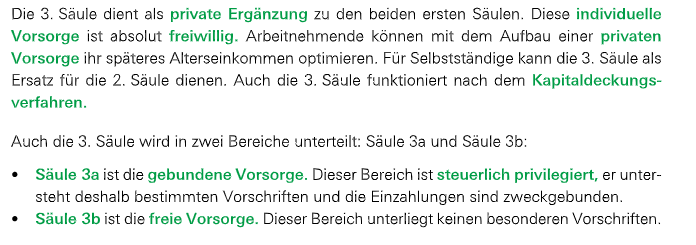 Die 3. Säule dient als private Ergänzung zu den beiden ersten Säulen. Diese individuelle
Vorsorge ist absolut freiwillig. Arbeitnehmende können mit dem Aufbau einer privaten
Vorsorge ihr späteres Alterseinkommen optimieren. Für Selbstständige kann die 3. Säule als
Ersatz für die 2. Säule dienen. Auch die 3. Säule funktioniert nach dem Kapitaldeckungs-
verfahren.
Auch die 3. Säule wird in zwei Bereiche unterteilt: Säule 3a und Säule 3b:
• Säule 3a ist die gebundene Vorsorge. Dieser Bereich ist steuerlich privilegiert, er unter-
steht deshalb bestimmten Vorschriften und die Einzahlungen sind zweckgebunden.
• Säule 3b ist die freie Vorsorge. Dieser Bereich unterliegt keinen besonderen Vorschriften.